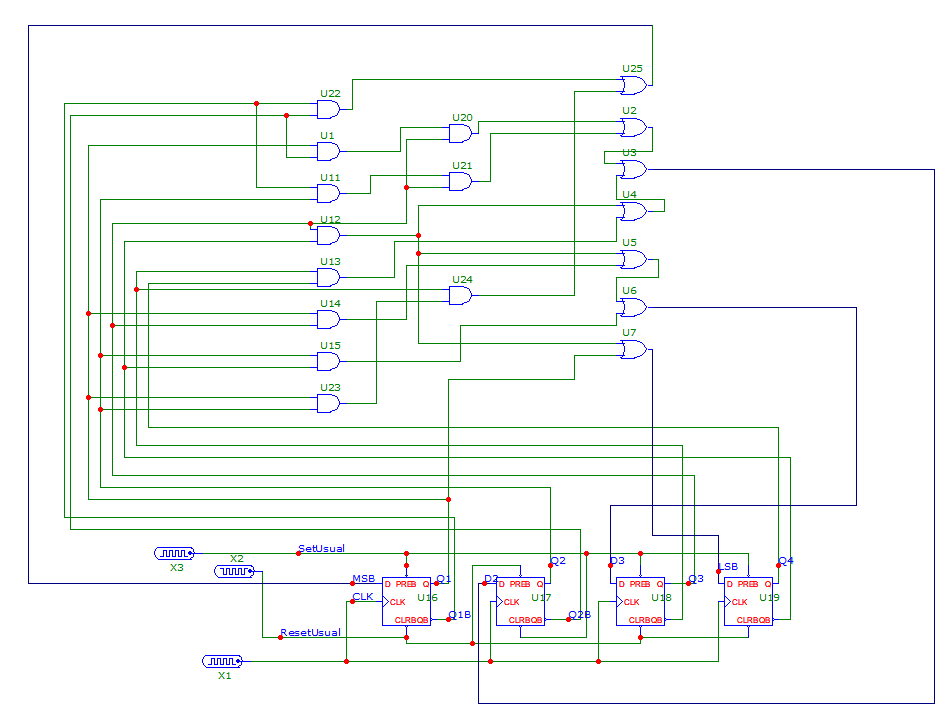 U25
U22
U20
U2
U1
U3
U21
U11
U4
U12
U5
U13
U24
U6
U14
U7
U15
U23
SetUsual
X3
X2
Q2
D3
Q4
LSB
MSB
D PREB Q
Q1
D2
D PREB Q
D PREB Q
Q3
D PREB Q
CLK
CLK
U16
CLK
U17
CLK
U18
CLK
U19
CLRBQB
Q1B
CLRBQB
Q2B
CLRBQB
CLRBQB
ResetUsual
X1